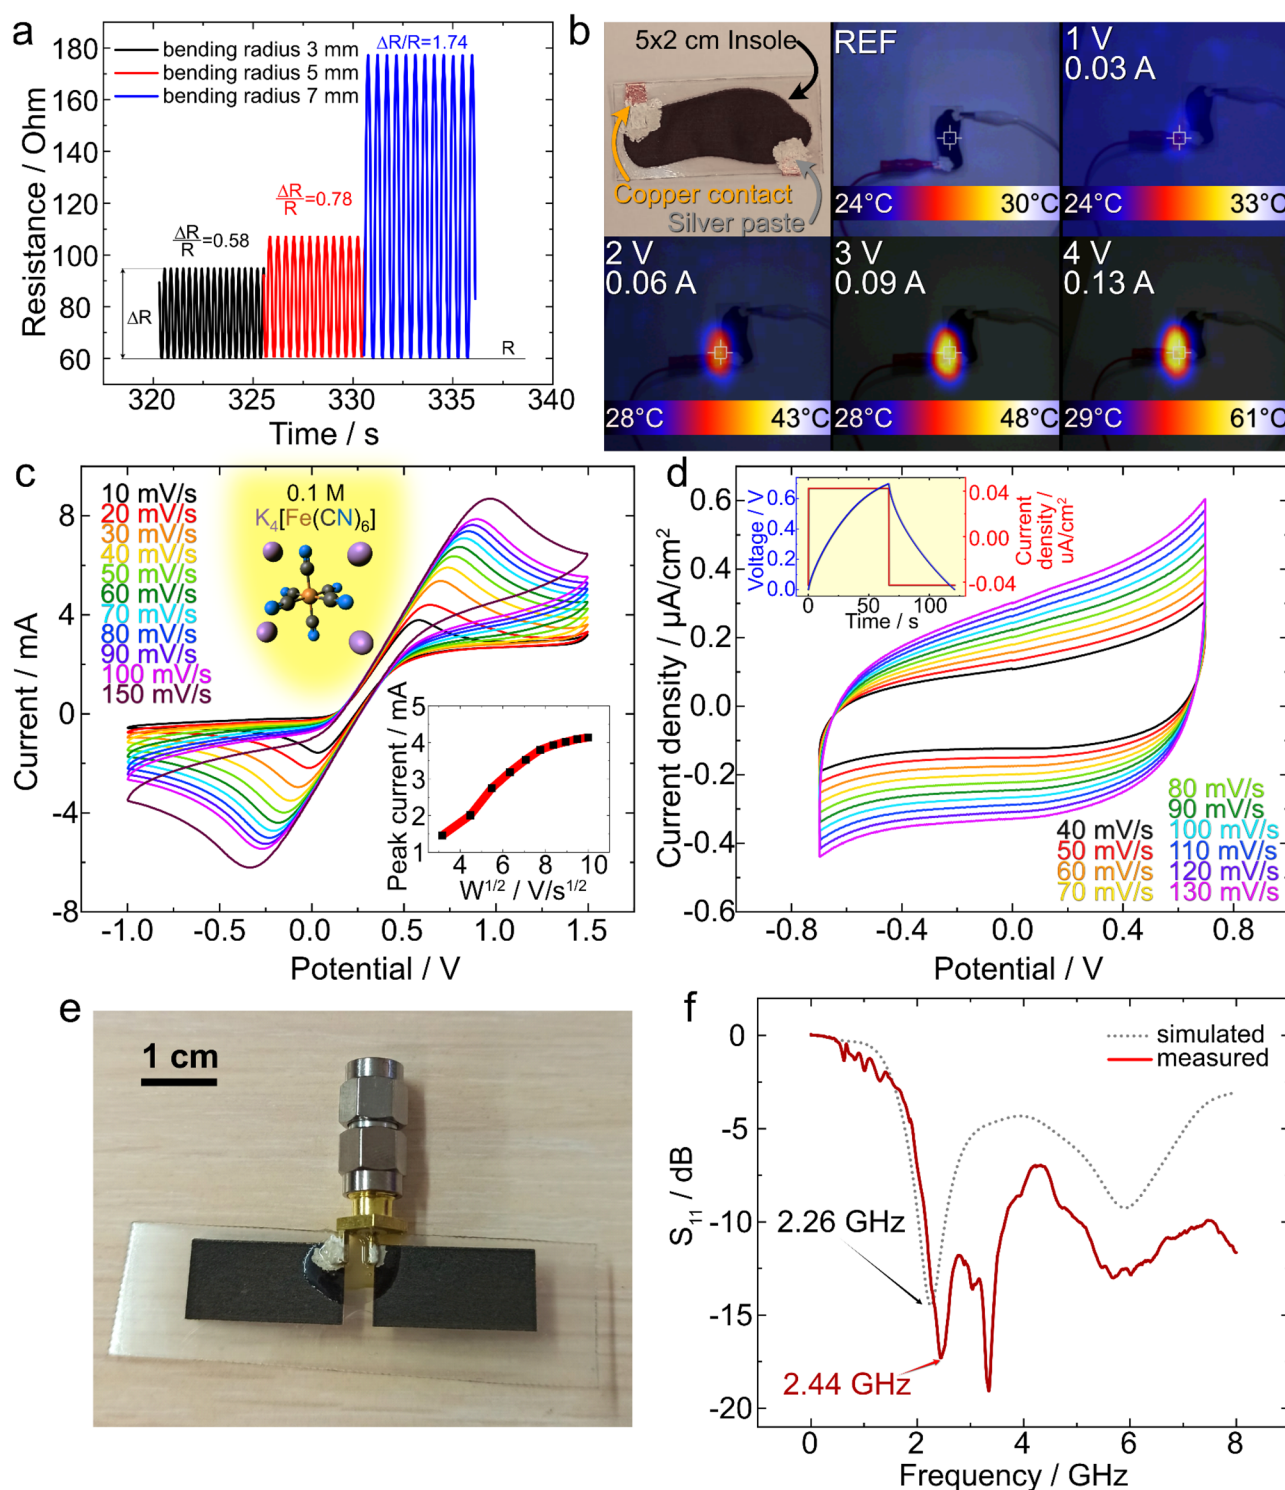 a
Resistance / Ohm
180
160
140
120
100
80
60
bending radius 3 mm
bending radius 5 mm
bending radius 7 mm
ΔR/R=1.74
ΔR/R=0.78
ΔR/R=0.58
ΔR
R
320
325
330
335
340
Time / s
b
5x2 cm Insole
Copper contact
Silver paste
REF
24°C
30°C
1 V
0.03 A
24°C
33°C
2 V
0.06 A
28°C
43°C
3 V
0.09 A
28°C
48°C
4 V
0.13 A
29°C
61°C
c
Current / mA
8
4
0
-4
-8
10 mV/s
20 mV/s
30 mV/s
40 mV/s
50 mV/s
60 mV/s
70 mV/s
80 mV/s
90 mV/s
100 mV/s
150 mV/s
0.1 M
K₄[Fe(CN)₆]
Peak current / mA
5
4
3
2
1
4
6
8
10
W^1/2 / V/s^1/2
-1.0
-0.5
0.0
0.5
1.0
1.5
Potential / V
d
Current density / µA/cm²
0.6
0.4
0.2
0.0
-0.2
-0.4
-0.6
Voltage / V
0.6
0.4
0.2
0.0
0.04
0.00
-0.04
Current
density /
uA/cm²
0
50
100
Time / s
80 mV/s
90 mV/s
40 mV/s
100 mV/s
50 mV/s
110 mV/s
60 mV/s
120 mV/s
70 mV/s
130 mV/s
-0.8
-0.4
0.0
0.4
0.8
Potential / V
e
1 cm
f
S₁₁ / dB
0
-5
-10
-15
-20
simulated
measured
2.26 GHz
2.44 GHz
0
2
4
6
8
Frequency / GHz